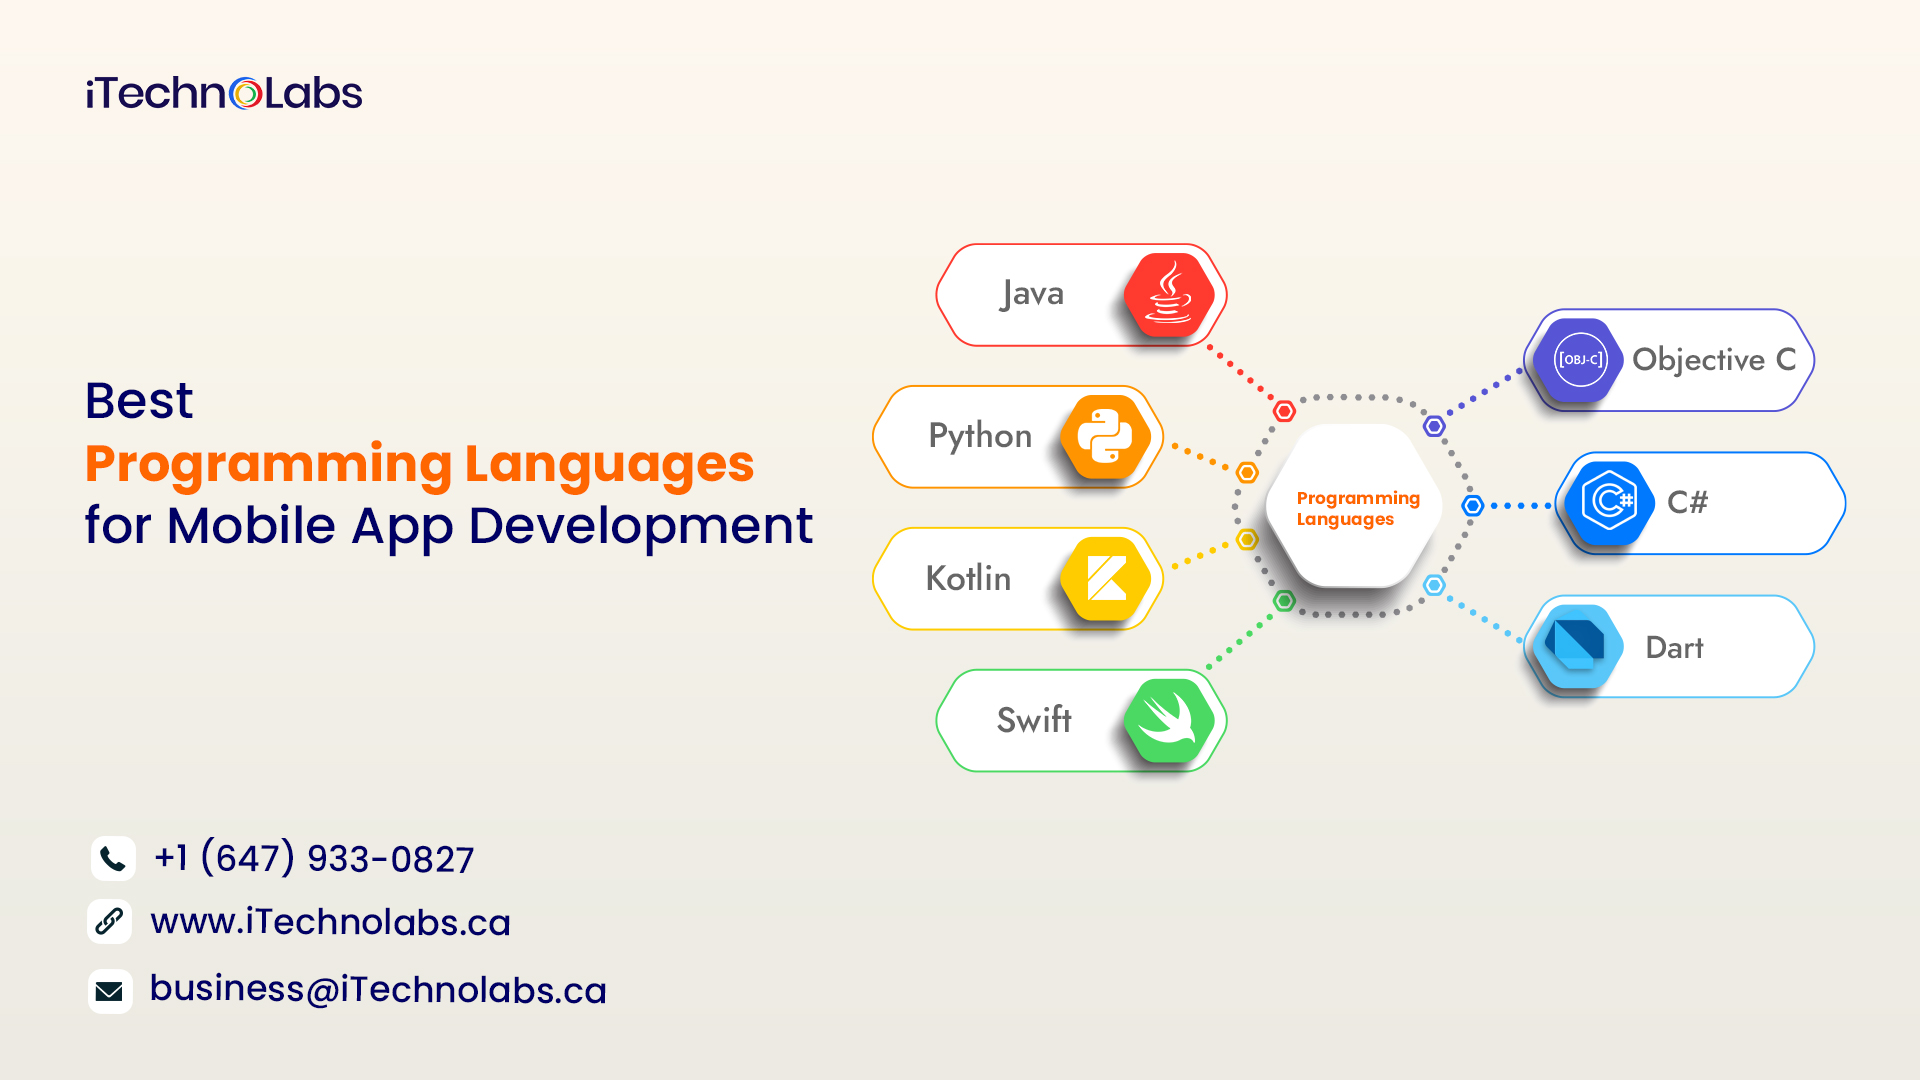 iTechnoLabs
Best
Programming Languages
for Mobile App Development
+1 (647) 933-0827
www.iTechnolabs.ca
business@iTechnolabs.ca
Java
Python
Kotlin
Swift
Programming
Languages
[OBJ-C]
Objective C
C#
C#
Dart